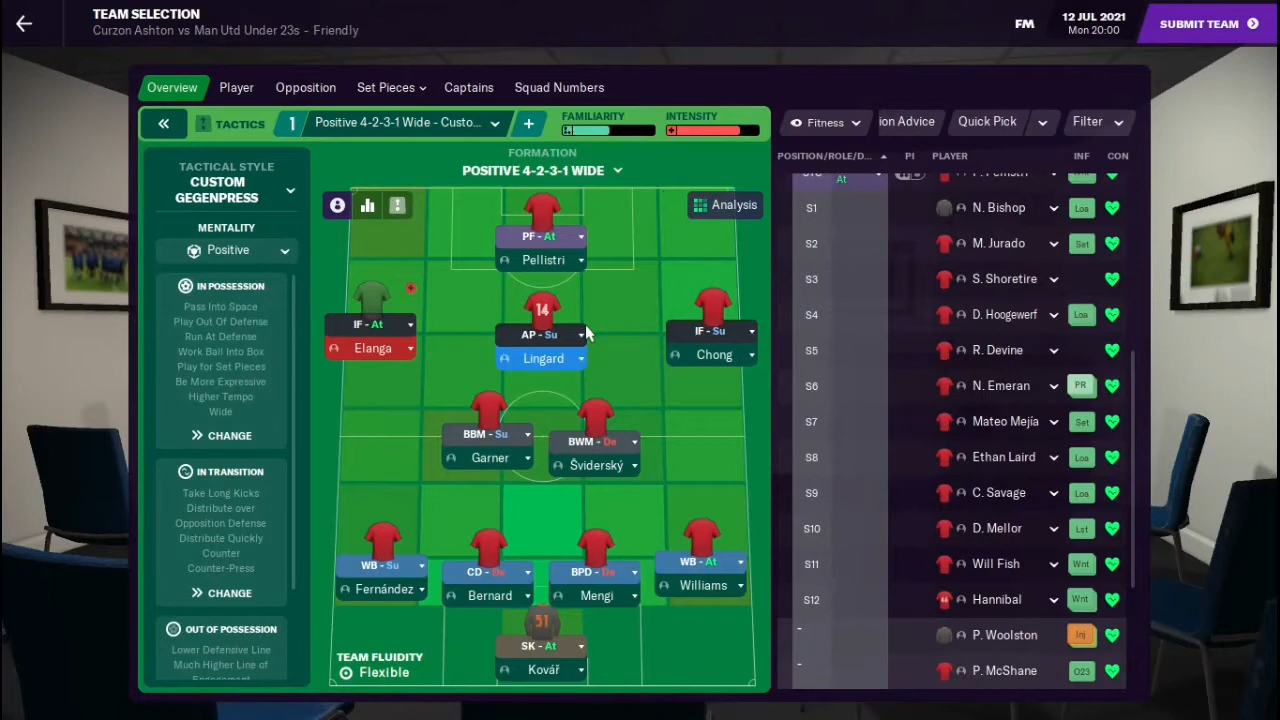 TEAM SELECTION
Curzon Ashton vs Man Utd Under 23s - Friendly
FM
12 JUL 2021
Mon 20:00
SUBMIT TEAM
Overview
Player
Opposition
Set Pieces
Captains
Squad Numbers
TACTICS
1
Positive 4-2-3-1 Wide - Custo...
FAMILIARITY
INTENSITY
Fitness
ion Advice
Quick Pick
Filter
TACTICAL STYLE
CUSTOM
GEGENPRESS
MENTALITY
Positive
IN POSSESSION
Pass Into Space
Play Out Of Defense
Run At Defense
Work Ball Into Box
Play for Set Pieces
Be More Expressive
Higher Tempo
Wide
CHANGE
IN TRANSITION
Take Long Kicks
Distribute over
Opposition Defense
Distribute Quickly
Counter
Counter-Press
CHANGE
OUT OF POSSESSION
Lower Defensive Line
Much Higher Line of
FORMATION
POSITIVE 4-2-3-1 WIDE
Analysis
PF - At
Pellistri
IF - At
Elanga
14
AP - Su
Lingard
IF - Su
Chong
BBM - Su
Garner
BWM - De
Šviderský
WB - Su
Fernández
CD - De
Bernard
BPD - De
Mengi
WB - At
Williams
51
SK - At
Kovář
TEAM FLUIDITY
Flexible
POSITION/ROLE/D...
PI
PLAYER
INF
CON
At
S1
N. Bishop
Loa
S2
M. Jurado
Set
S3
S. Shoretire
S4
D. Hoogewerf
Loa
S5
R. Devine
S6
N. Emeran
PR
S7
Mateo Mejía
Set
S8
Ethan Laird
Loa
S9
C. Savage
Loa
S10
D. Mellor
Lst
S11
Will Fish
Wnt
S12
Hannibal
Wnt
-
P. Woolston
Inj
-
P. McShane
O23